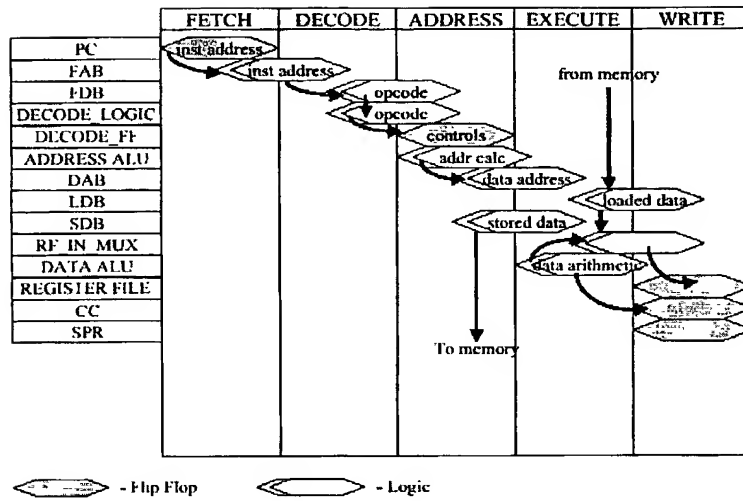 FETCH DECODE ADDRESS EXECUTE WRITE
PC inst address
FAB inst address from memory
FDB opcode
DECODE_LOGIC opcode
DECODE_FF controls
ADDRESS ALU addr calc
DAB data address
LDB loaded data
SDB stored data
RF_IN_MUX
DATA ALU data arithmetic
REGISTER FILE
CC
SPR
To memory
- Flip Flop - Logic